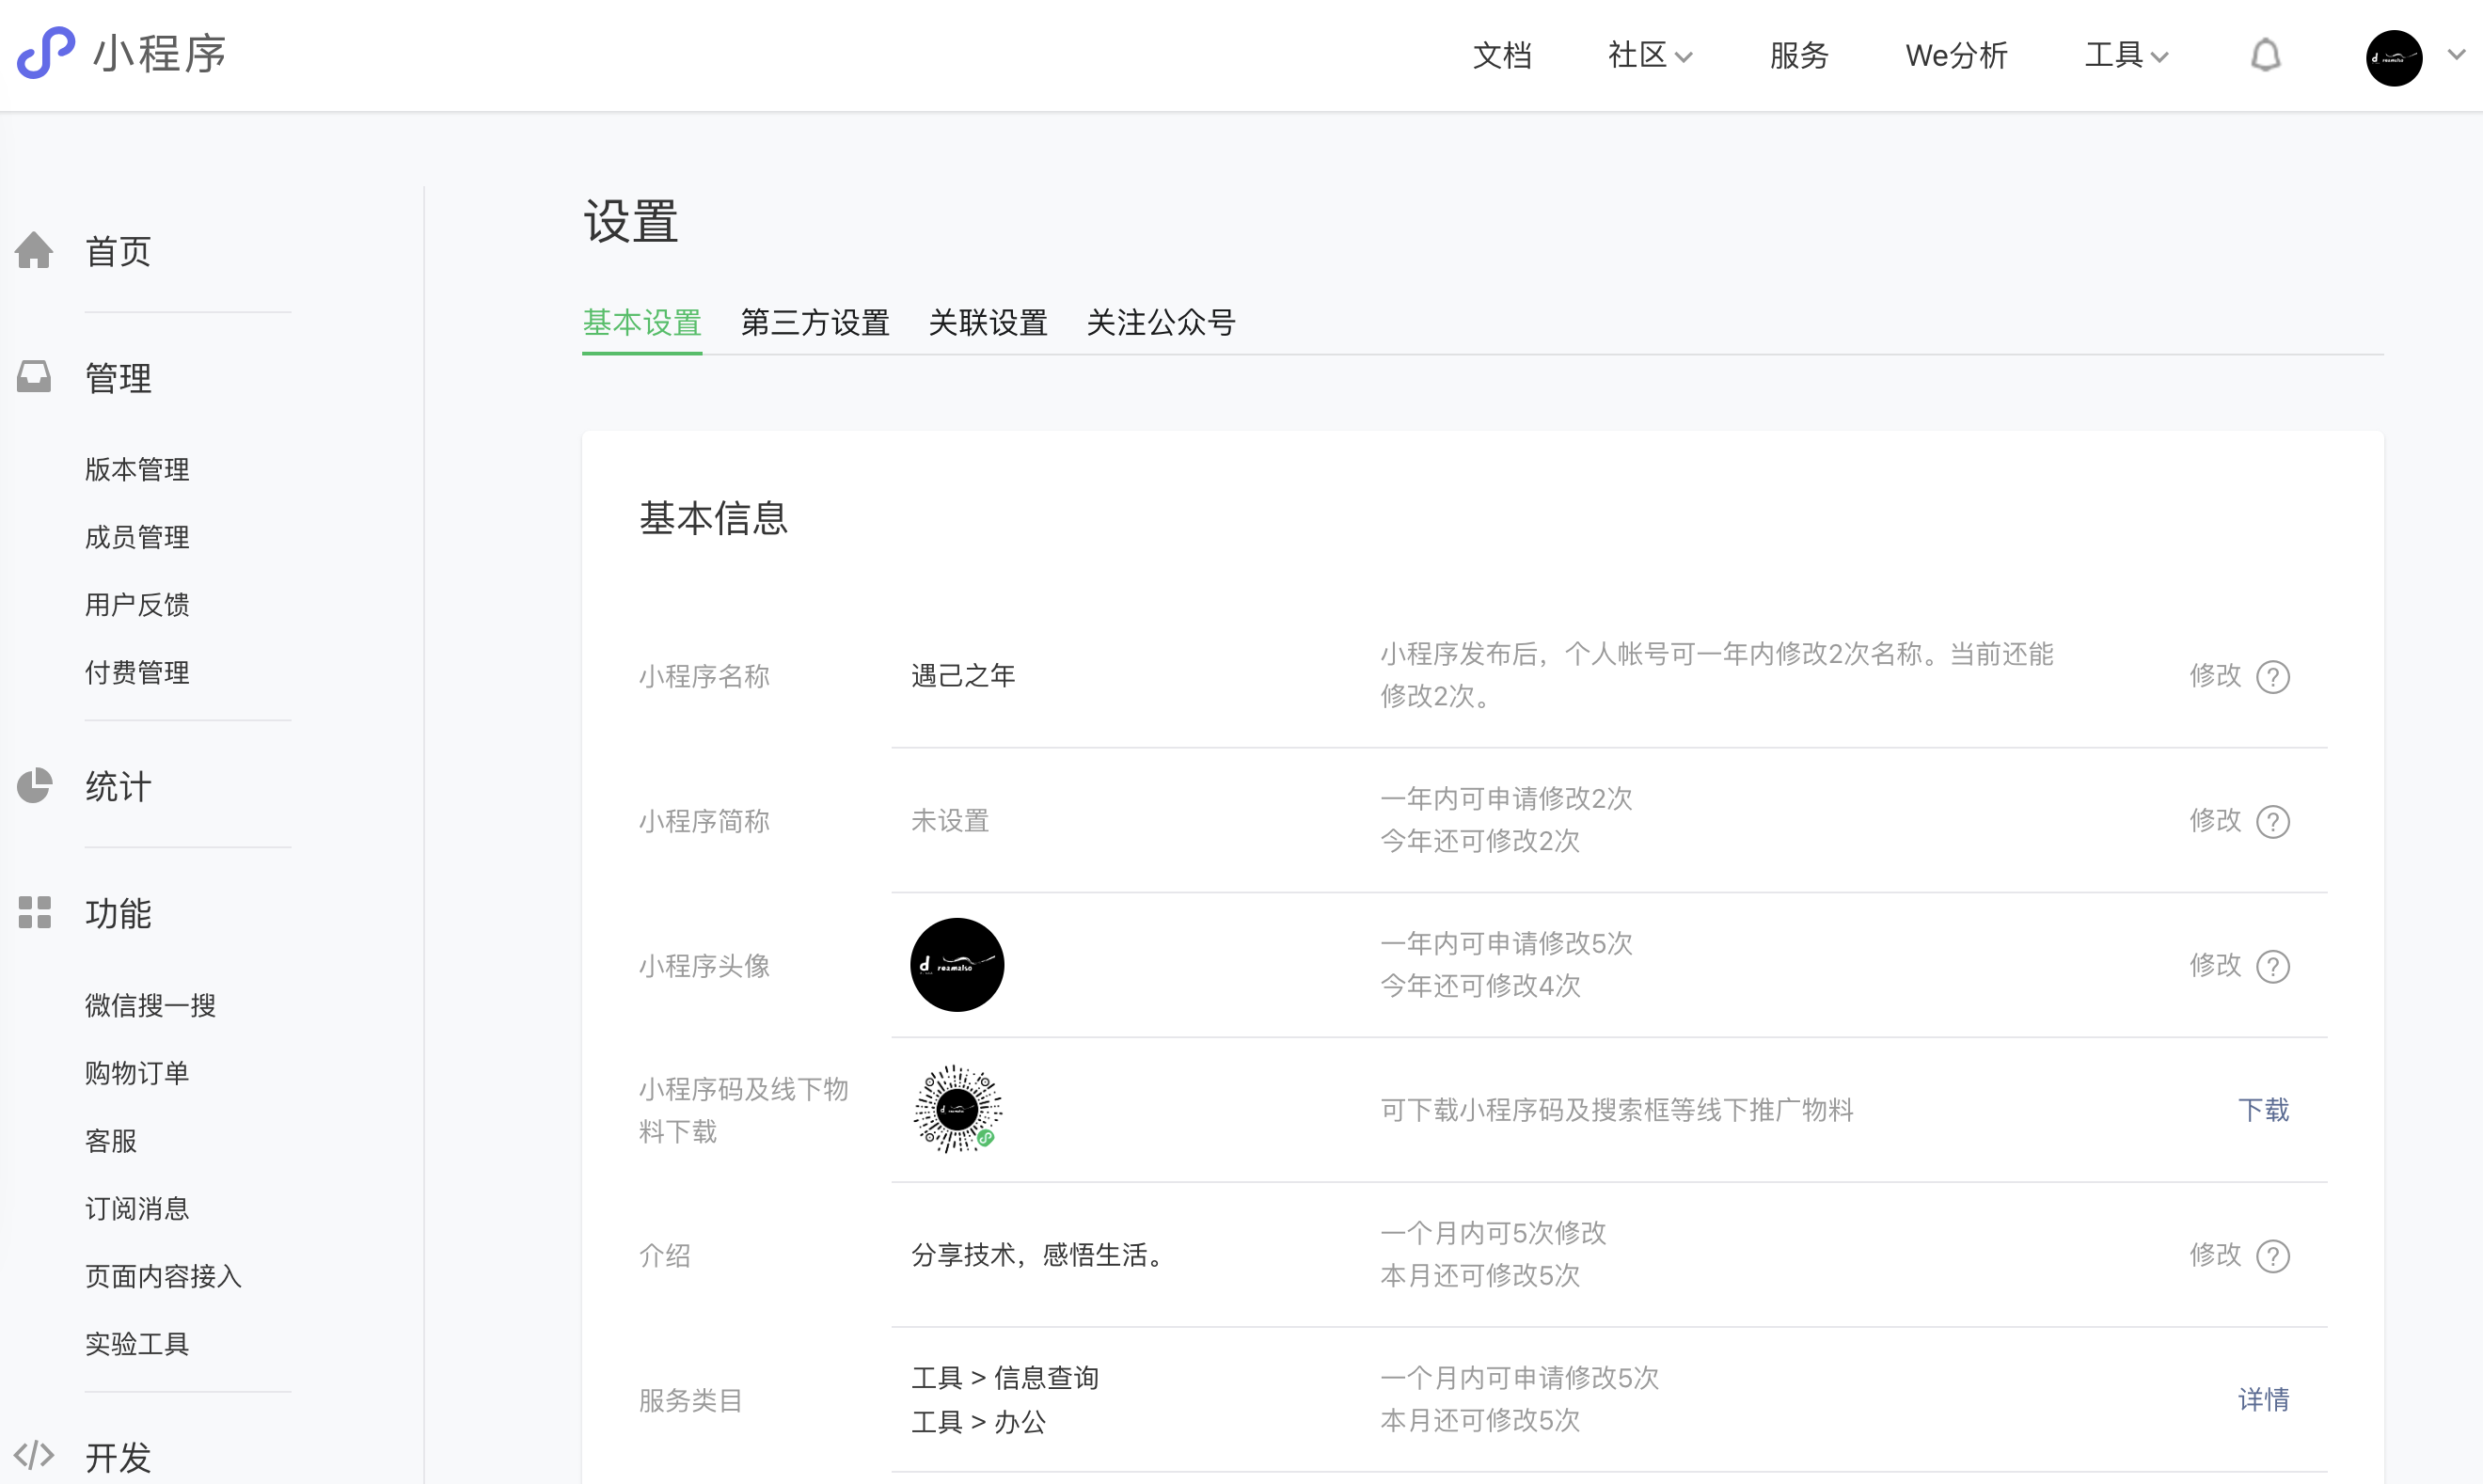 小程序
文档 社区 服务 We分析 工具
首页
管理
版本管理
成员管理
用户反馈
付费管理
统计
功能
微信搜一搜
购物订单
客服
订阅消息
页面内容接入
实验工具
开发
设置
基本设置 第三方设置 关联设置 关注公众号
基本信息
小程序名称 遇己之年 小程序发布后，个人帐号可一年内修改2次名称。当前还能
修改2次。 修改 ?
小程序简称 未设置 一年内可申请修改2次
今年还可修改2次 修改 ?
小程序头像 一年内可申请修改5次
今年还可修改4次 修改 ?
小程序码及线下物
料下载 可下载小程序码及搜索框等线下推广物料 下载
介绍 分享技术，感悟生活。 一个月内可5次修改
本月还可修改5次 修改 ?
服务类目 工具 > 信息查询
工具 > 办公 一个月内可申请修改5次
本月还可修改5次 详情